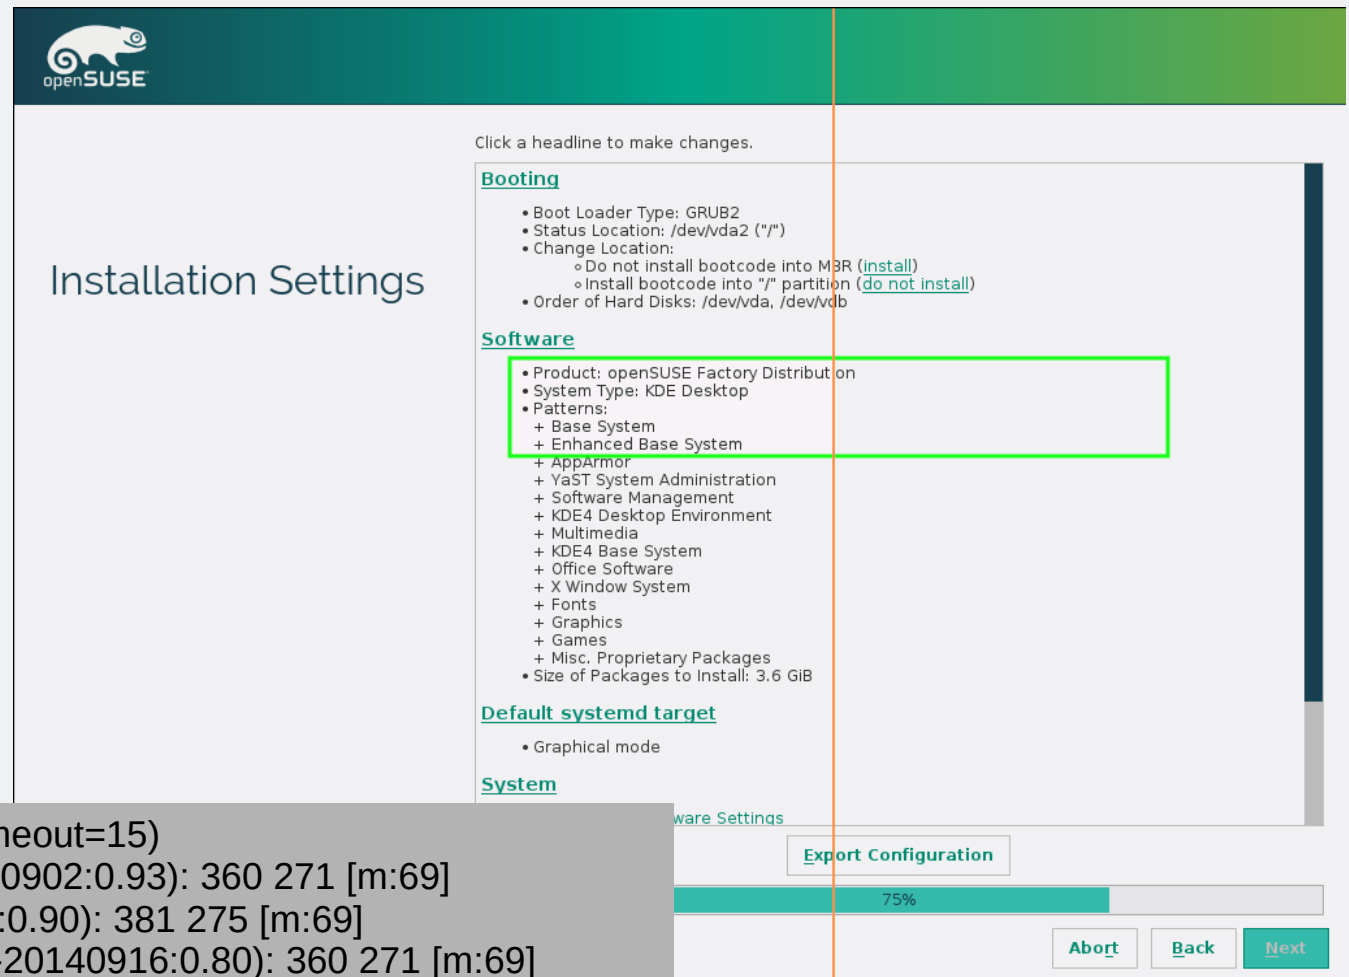 openSUSE
Click a headline to make changes.
Installation Settings
Booting
• Boot Loader Type: GRUB2
• Status Location: /dev/vda2 ("/")
• Change Location:
◦ Do not install bootcode into MBR (install)
◦ Install bootcode into "/" partition (do not install)
• Order of Hard Disks: /dev/vda, /dev/vdb
Software
• Product: openSUSE Factory Distribution
• System Type: KDE Desktop
• Patterns:
+ Base System
+ Enhanced Base System
+ AppArmor
+ YaST System Administration
+ Software Management
+ KDE4 Desktop Environment
+ Multimedia
+ KDE4 Base System
+ Office Software
+ X Window System
+ Fonts
+ Graphics
+ Games
+ Misc. Proprietary Packages
• Size of Packages to Install: 3.6 GiB
Default systemd target
• Graphical mode
System
ware Settings
Export Configuration
75%
Abort Back Next
neout=15)
0902:0.93): 360 271 [m:69]
:0.90): 381 275 [m:69]
-20140916:0.80): 360 271 [m:69]